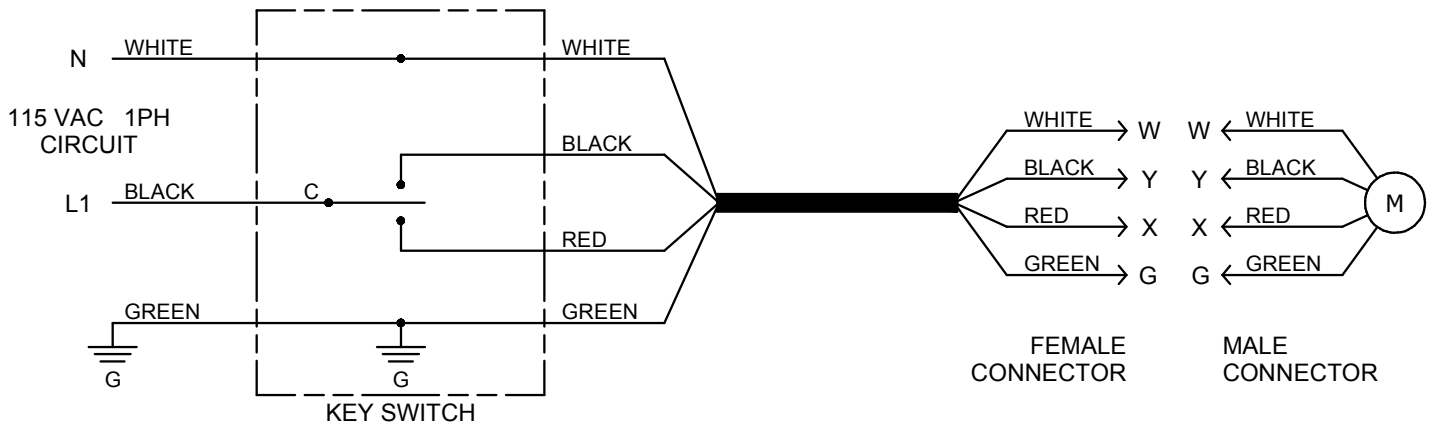 N
WHITE
WHITE
115 VAC 1PH
CIRCUIT
BLACK
L1
BLACK
C
RED
GREEN
GREEN
G
G
KEY SWITCH
WHITE
W
W
WHITE
BLACK
Y
Y
BLACK
RED
X
X
RED
GREEN
G
G
GREEN
M
FEMALE
CONNECTOR
MALE
CONNECTOR